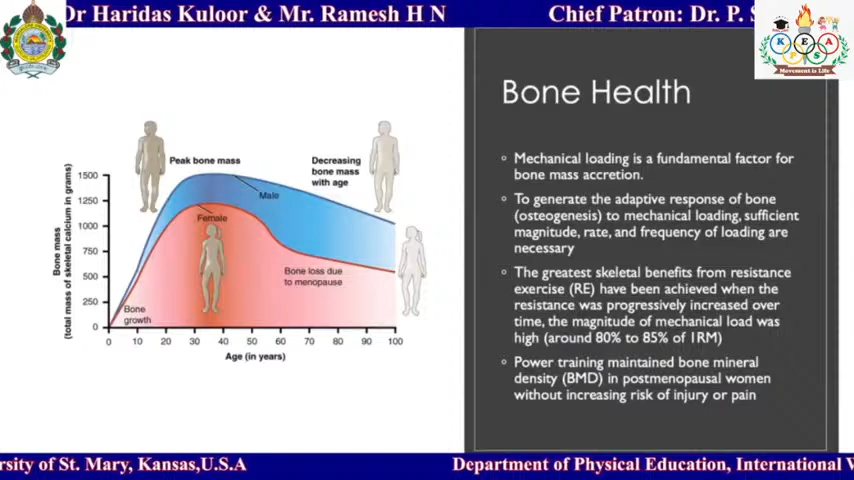 Dr Haridas Kuloor & Mr. Ramesh H N
Chief Patron: Dr. P. S
K E A
P S
Movement is Life
Bone Health
Peak bone mass
Decreasing
bone mass
with age
Male
Female
Bone loss due
to menopause
Bone
growth
Bone mass
(total mass of skeletal calcium in grams)
1500
1250
1000
750
500
250
0
0 10 20 30 40 50 60 70 80 90 100
Age (in years)
Mechanical loading is a fundamental factor for
bone mass accretion.
To generate the adaptive response of bone
(osteogenesis) to mechanical loading, sufficient
magnitude, rate, and frequency of loading are
necessary
The greatest skeletal benefits from resistance
exercise (RE) have been achieved when the
resistance was progressively increased over
time, the magnitude of mechanical load was
high (around 80% to 85% of 1RM)
Power training maintained bone mineral
density (BMD) in postmenopausal women
without increasing risk of injury or pain
rsity of St. Mary, Kansas,U.S.A
Department of Physical Education, International W